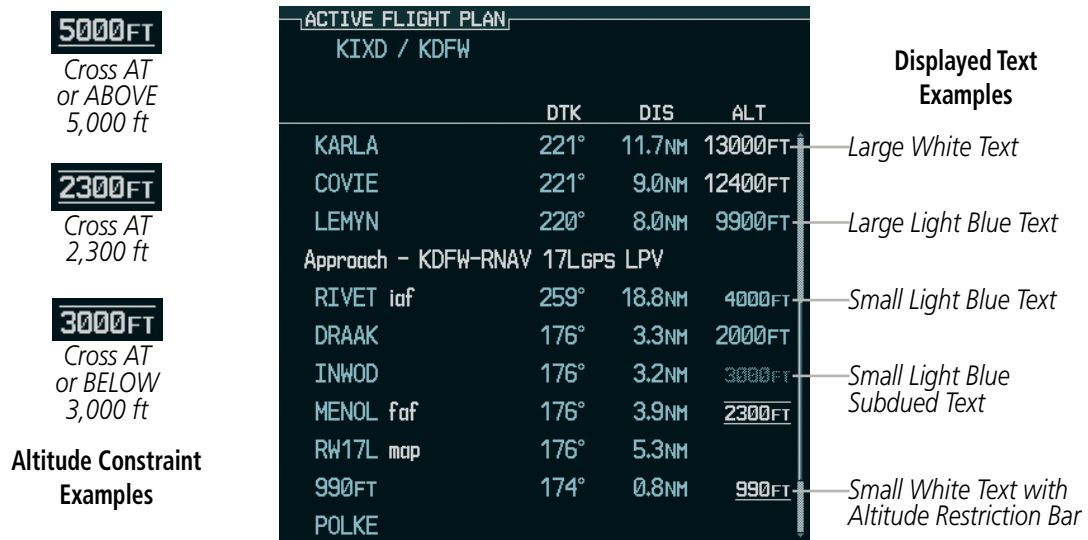 5000FT
Cross AT
or ABOVE
5,000 ft
2300FT
Cross AT
2,300 ft
3000FT
Cross AT
or BELOW
3,000 ft
Altitude Constraint
Examples
ACTIVE FLIGHT PLAN
KIXD / KDFW
DTK DIS ALT
KARLA 221° 11.7NM 13000FT
COVIE 221° 9.0NM 12400FT
LEMYN 220° 8.0NM 9900FT
Approach - KDFW-RNAV 17LGPS LPV
RIVET iaf 259° 18.8NM 4000FT
DRAAK 176° 3.3NM 2000FT
INWOD 176° 3.2NM 3000FT
MENOL faf 176° 3.9NM 2300FT
RW17L map 176° 5.3NM
990FT 174° 0.8NM 990FT
POLKE
Displayed Text
Examples
Large White Text
Large Light Blue Text
Small Light Blue Text
Small Light Blue
Subdued Text
Small White Text with
Altitude Restriction Bar